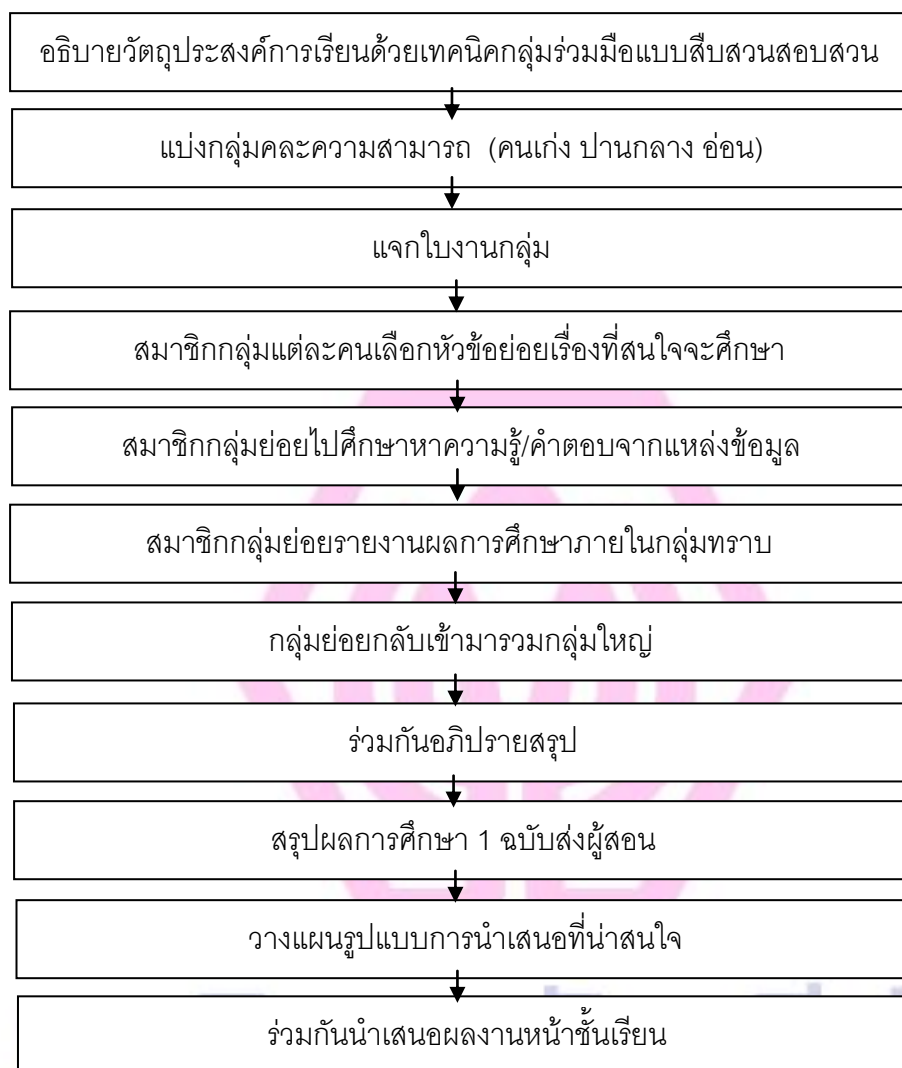 อธิบายวัตถุประสงค์การเรียนด้วยเทคนิคกลุ่มร่วมมือแบบสืบสวนสอบสวน
แบ่งกลุ่มคละความสามารถ (คนเก่ง ปานกลาง อ่อน)
แจกใบงานกลุ่ม
สมาชิกกลุ่มแต่ละคนเลือกหัวข้อย่อยเรื่องที่สนใจจะศึกษา
สมาชิกกลุ่มย่อยไปศึกษาหาความรู้/คำตอบจากแหล่งข้อมูล
สมาชิกกลุ่มย่อยรายงานผลการศึกษาภายในกลุ่มทราบ
กลุ่มย่อยกลับเข้ามารวมกลุ่มใหญ่
ร่วมกันอภิปรายสรุป
สรุปผลการศึกษา 1 ฉบับส่งผู้สอน
วางแผนรูปแบบการนำเสนอที่น่าสนใจ
ร่วมกันนำเสนอผลงานหน้าชั้นเรียน